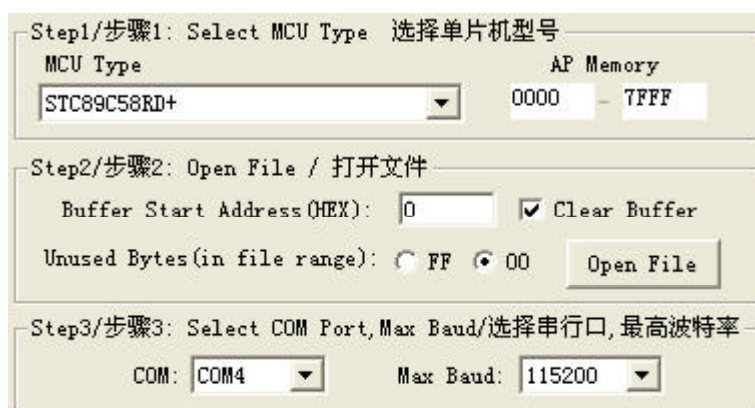 Step1/步骤1: Select MCU Type 选择单片机型号
MCU Type AP Memory
STC89C58RD+ 0000 - 7FFF
Step2/步骤2: Open File / 打开文件
Buffer Start Address(HEX): 0 Clear Buffer
Unused Bytes(in file range): FF 00 Open File
Step3/步骤3: Select COM Port,Max Baud/选择串行口,最高波特率
COM: COM4 Max Baud: 115200